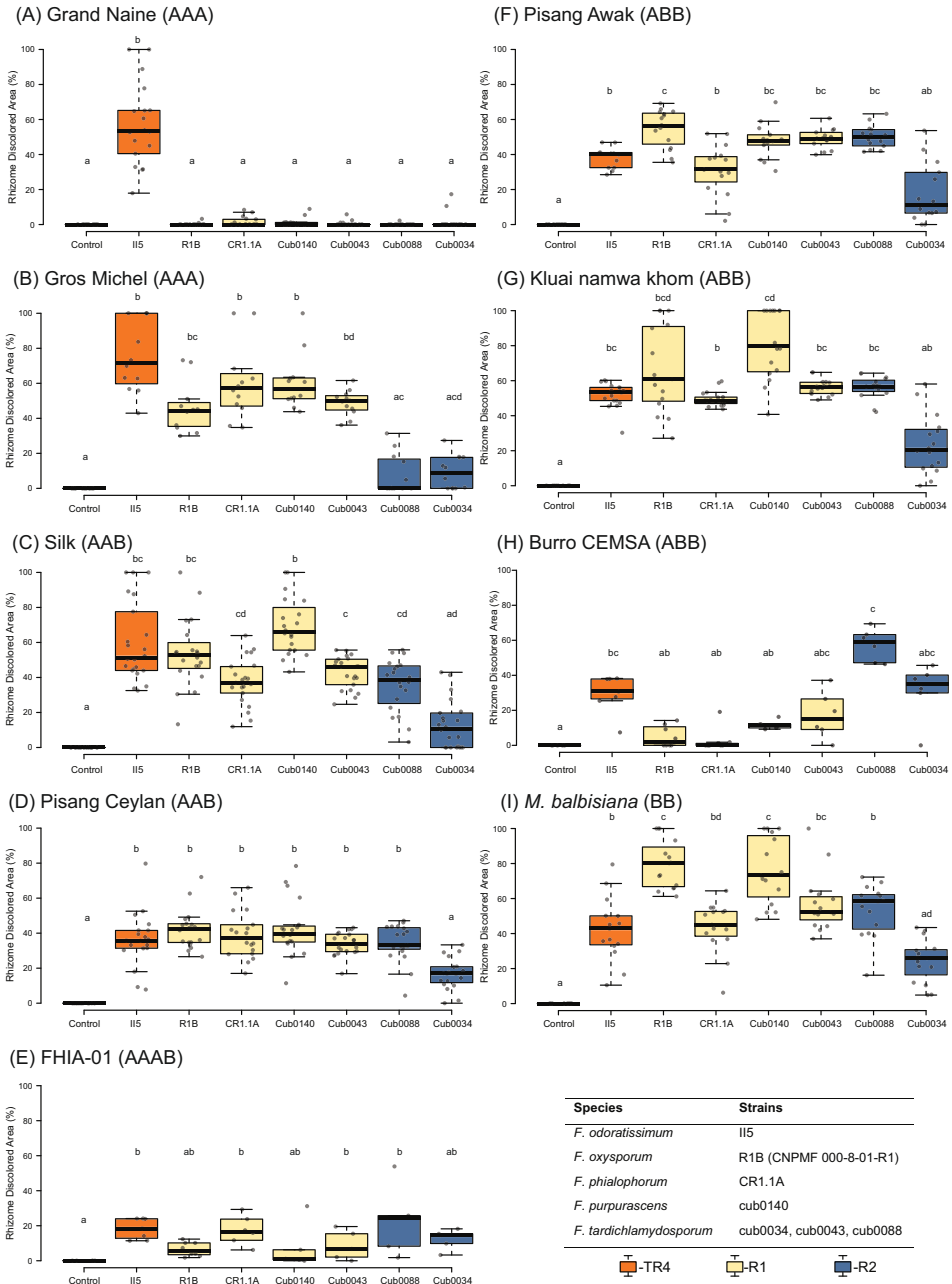 (A) Grand Naine (AAA)
Rhizome Discolored Area (%)
100
80
60
40
20
0
a
b
a
a
a
a
a
a
Control
II5
R1B
CR1.1A
Cub0140
Cub0043
Cub0088
Cub0034
(B) Gros Michel (AAA)
Rhizome Discolored Area (%)
100
80
60
40
20
0
a
b
bc
b
b
bd
ac
acd
Control
II5
R1B
CR1.1A
Cub0140
Cub0043
Cub0088
Cub0034
(C) Silk (AAB)
Rhizome Discolored Area (%)
100
80
60
40
20
0
a
bc
bc
cd
b
c
cd
ad
Control
II5
R1B
CR1.1A
Cub0140
Cub0043
Cub0088
Cub0034
(D) Pisang Ceylan (AAB)
Rhizome Discolored Area (%)
100
80
60
40
20
0
a
b
b
b
b
b
b
a
Control
II5
R1B
CR1.1A
Cub0140
Cub0043
Cub0088
Cub0034
(E) FHIA-01 (AAAB)
Rhizome Discolored Area (%)
100
80
60
40
20
0
a
b
ab
b
ab
b
b
ab
Control
II5
R1B
CR1.1A
Cub0140
Cub0043
Cub0088
Cub0034
(F) Pisang Awak (ABB)
Rhizome Discolored Area (%)
100
80
60
40
20
0
a
b
c
b
bc
bc
bc
ab
Control
II5
R1B
CR1.1A
Cub0140
Cub0043
Cub0088
Cub0034
(G) Kluai namwa khom (ABB)
Rhizome Discolored Area (%)
100
80
60
40
20
0
a
bc
bcd
b
cd
bc
bc
ab
Control
II5
R1B
CR1.1A
Cub0140
Cub0043
Cub0088
Cub0034
(H) Burro CEMSA (ABB)
Rhizome Discolored Area (%)
100
80
60
40
20
0
a
bc
ab
ab
ab
abc
c
abc
Control
II5
R1B
CR1.1A
Cub0140
Cub0043
Cub0088
Cub0034
(I) M. balbisiana (BB)
Rhizome Discolored Area (%)
100
80
60
40
20
0
a
b
c
bd
c
bc
b
ad
Control
II5
R1B
CR1.1A
Cub0140
Cub0043
Cub0088
Cub0034
Species Strains
F. odoratissimum II5
F. oxysporum R1B (CNPMF 000-8-01-R1)
F. phialophorum CR1.1A
F. purpurascens cub0140
F. tardichlamydosporum cub0034, cub0043, cub0088
-TR4 -R1 -R2